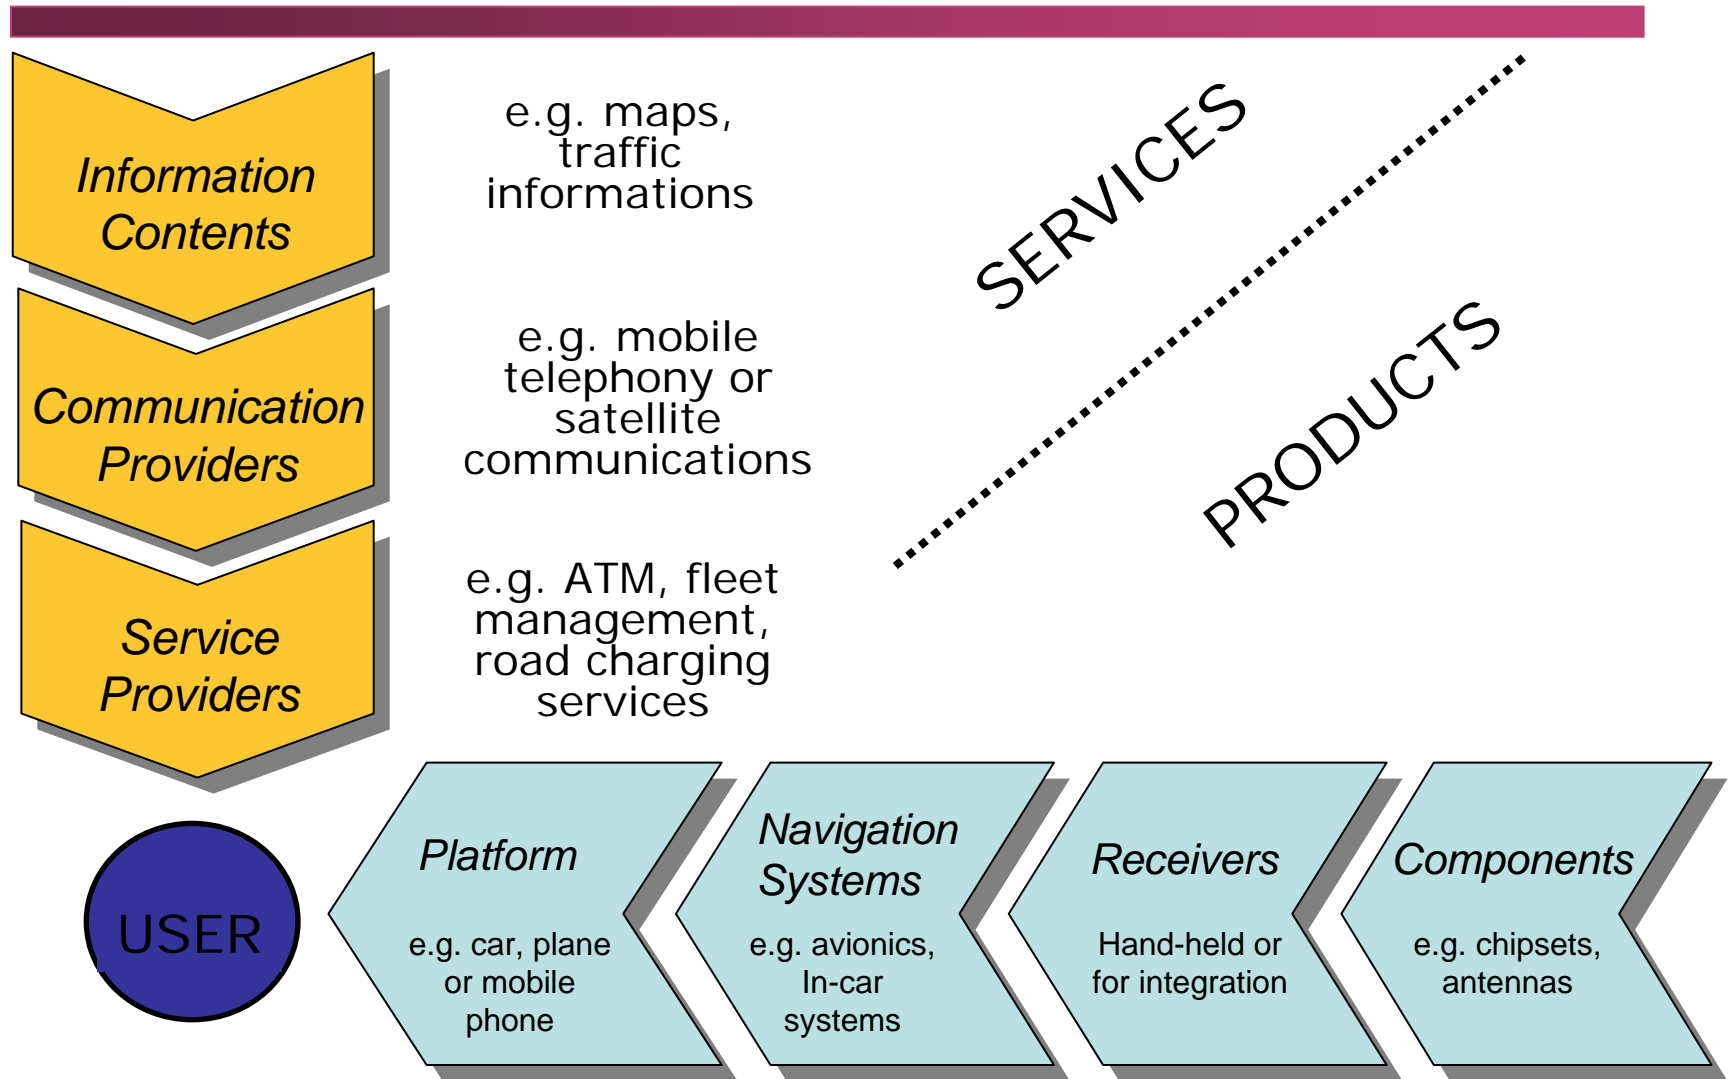 Information
Contents
e.g. maps,
traffic
informations
SERVICES
Communication
Providers
e.g. mobile
telephony or
satellite
communications
PRODUCTS
Service
Providers
e.g. ATM, fleet
management,
road charging
services
USER
Platform
e.g. car, plane
or mobile
phone
Navigation
Systems
e.g. avionics,
In-car
systems
Receivers
Hand-held or
for integration
Components
e.g. chipsets,
antennas